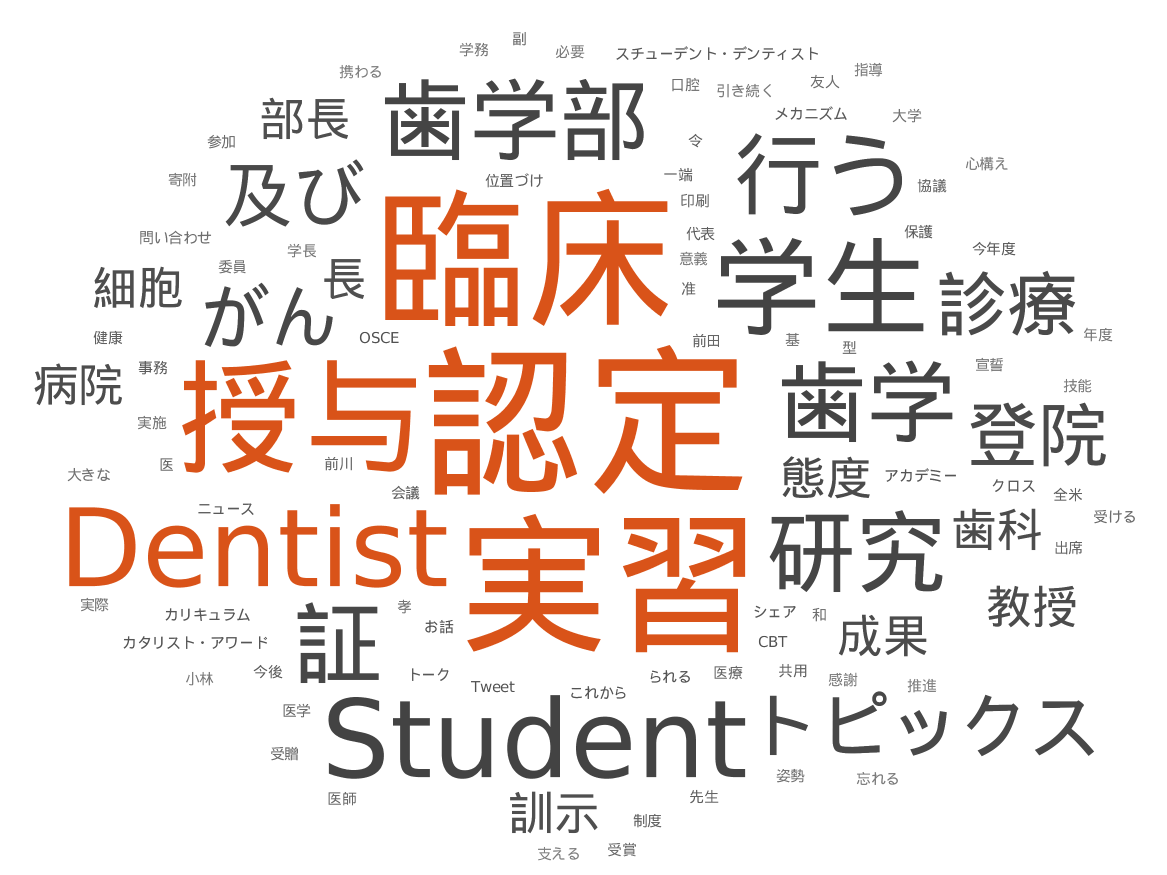 副
学務
必要
スチューデント・デンティスト
携わる
口腔
引き続く
友人
指導
歯学部
部長
メカニズム
大学
参加
令
行う
寄附
及び
位置づけ
一端
心構え
協議
印刷
臨床
問い合わせ
学長
代表
保護
今年度
委員
長
意義
細胞
がん
准
学生
診療
健康
OSCE
前田
基
型
年度
病院
事務
授与
認定
歯学
宣誓
技能
実施
登院
医
前川
大きな
会議
態度
アカデミー
クロス
全米
ニュース
Dentist
実習
研究
歯科
受ける
出席
実際
カリキュラム
孝
シェア
和
教授
カタリスト・アワード
証
お話
CBT
成果
小林
今後
トーク
Tweet
これから
られる
医療
共用
感謝
推進
医学
Student
トピックス
受贈
姿勢
忘れる
医師
訓示
先生
制度
支える
受賞